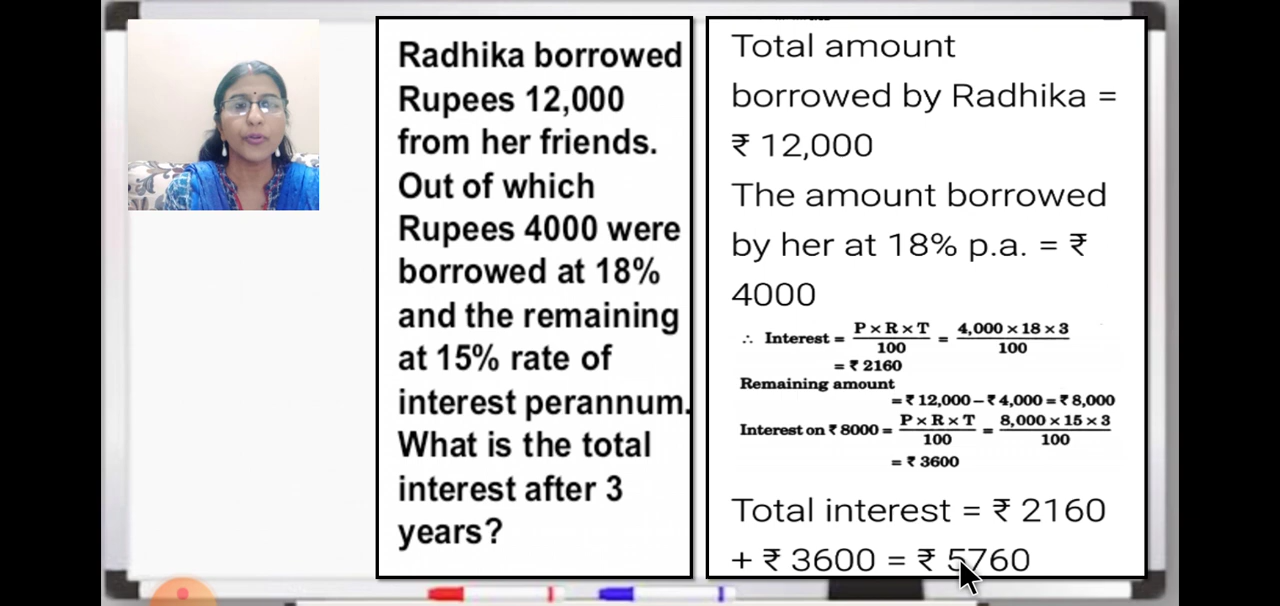 Radhika borrowed
Rupees 12,000
from her friends.
Out of which
Rupees 4000 were
borrowed at 18%
and the remaining
at 15% rate of
interest perannum.
What is the total
interest after 3
years?
Total amount
borrowed by Radhika =
₹ 12,000
The amount borrowed
by her at 18% p.a. = ₹
4000
∴ Interest = P × R × T / 100 = 4,000 × 18 × 3 / 100
= ₹ 2160
Remaining amount
= ₹ 12,000 – ₹ 4,000 = ₹ 8,000
Interest on ₹ 8000 = P × R × T / 100 = 8,000 × 15 × 3 / 100
= ₹ 3600
Total interest = ₹ 2160
+ ₹ 3600 = ₹ 5760